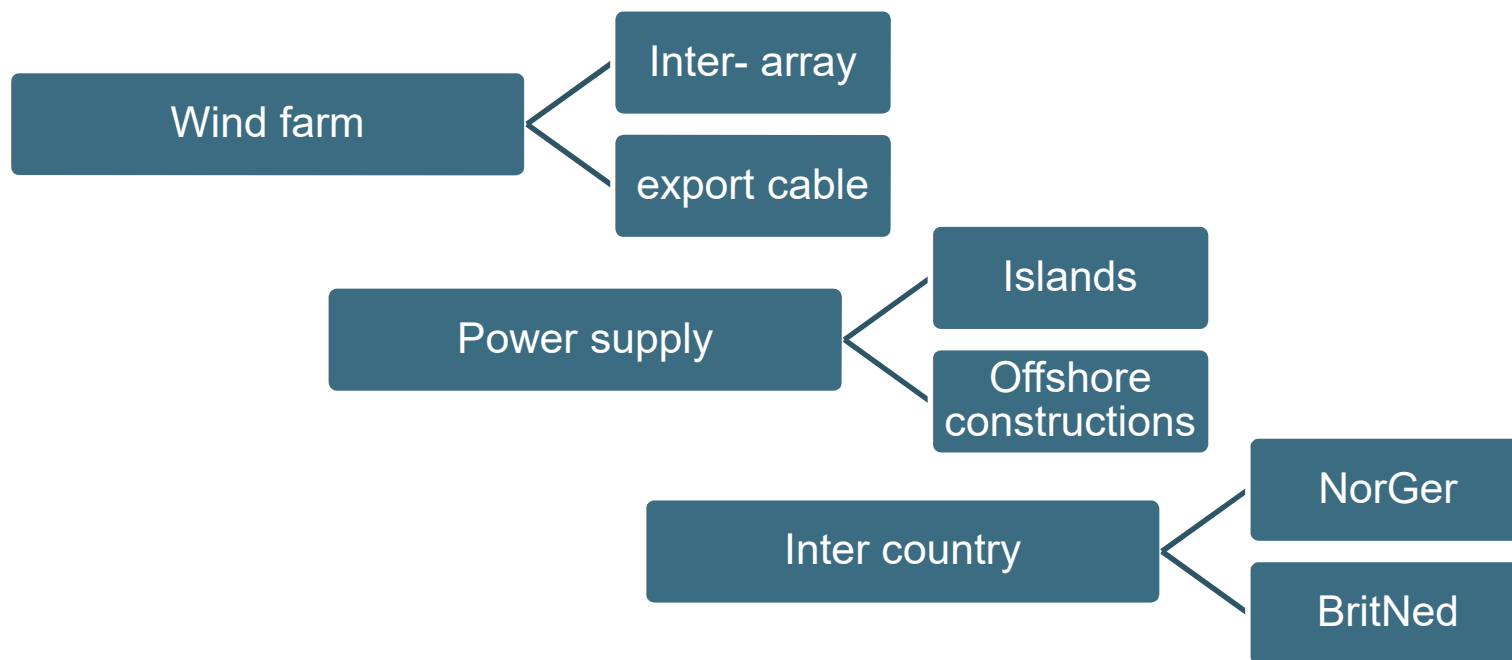 Wind farm
Inter- array
export cable
Power supply
Islands
Offshore
constructions
Inter country
NorGer
BritNed